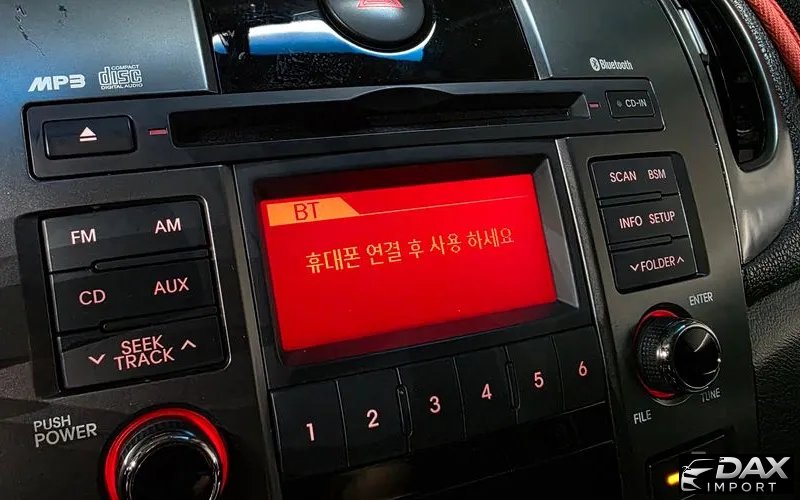 MP3
COMPACT
disc
DIGITAL AUDIO
Bluetooth
CD-IN
BT
휴대폰 연결 후 사용 하세요
FM AM
CD AUX
SEEK
TRACK
PUSH
POWER
1 2 3 4 5 6
SCAN BSM
INFO SETUP
FOLDER
ENTER
FILE
TUNE
DAX
IMPORT